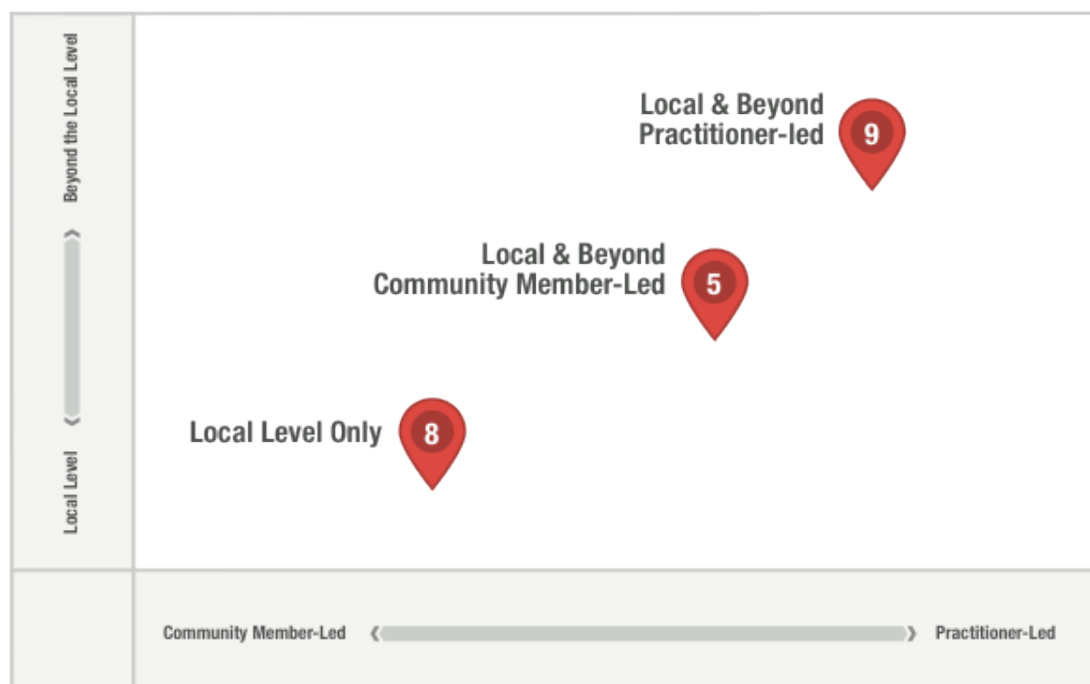 Beyond the Local Level
Local Level
Local & Beyond
Practitioner-led
9
Local & Beyond
Community Member-Led
5
Local Level Only
8
Community Member-Led
Practitioner-Led